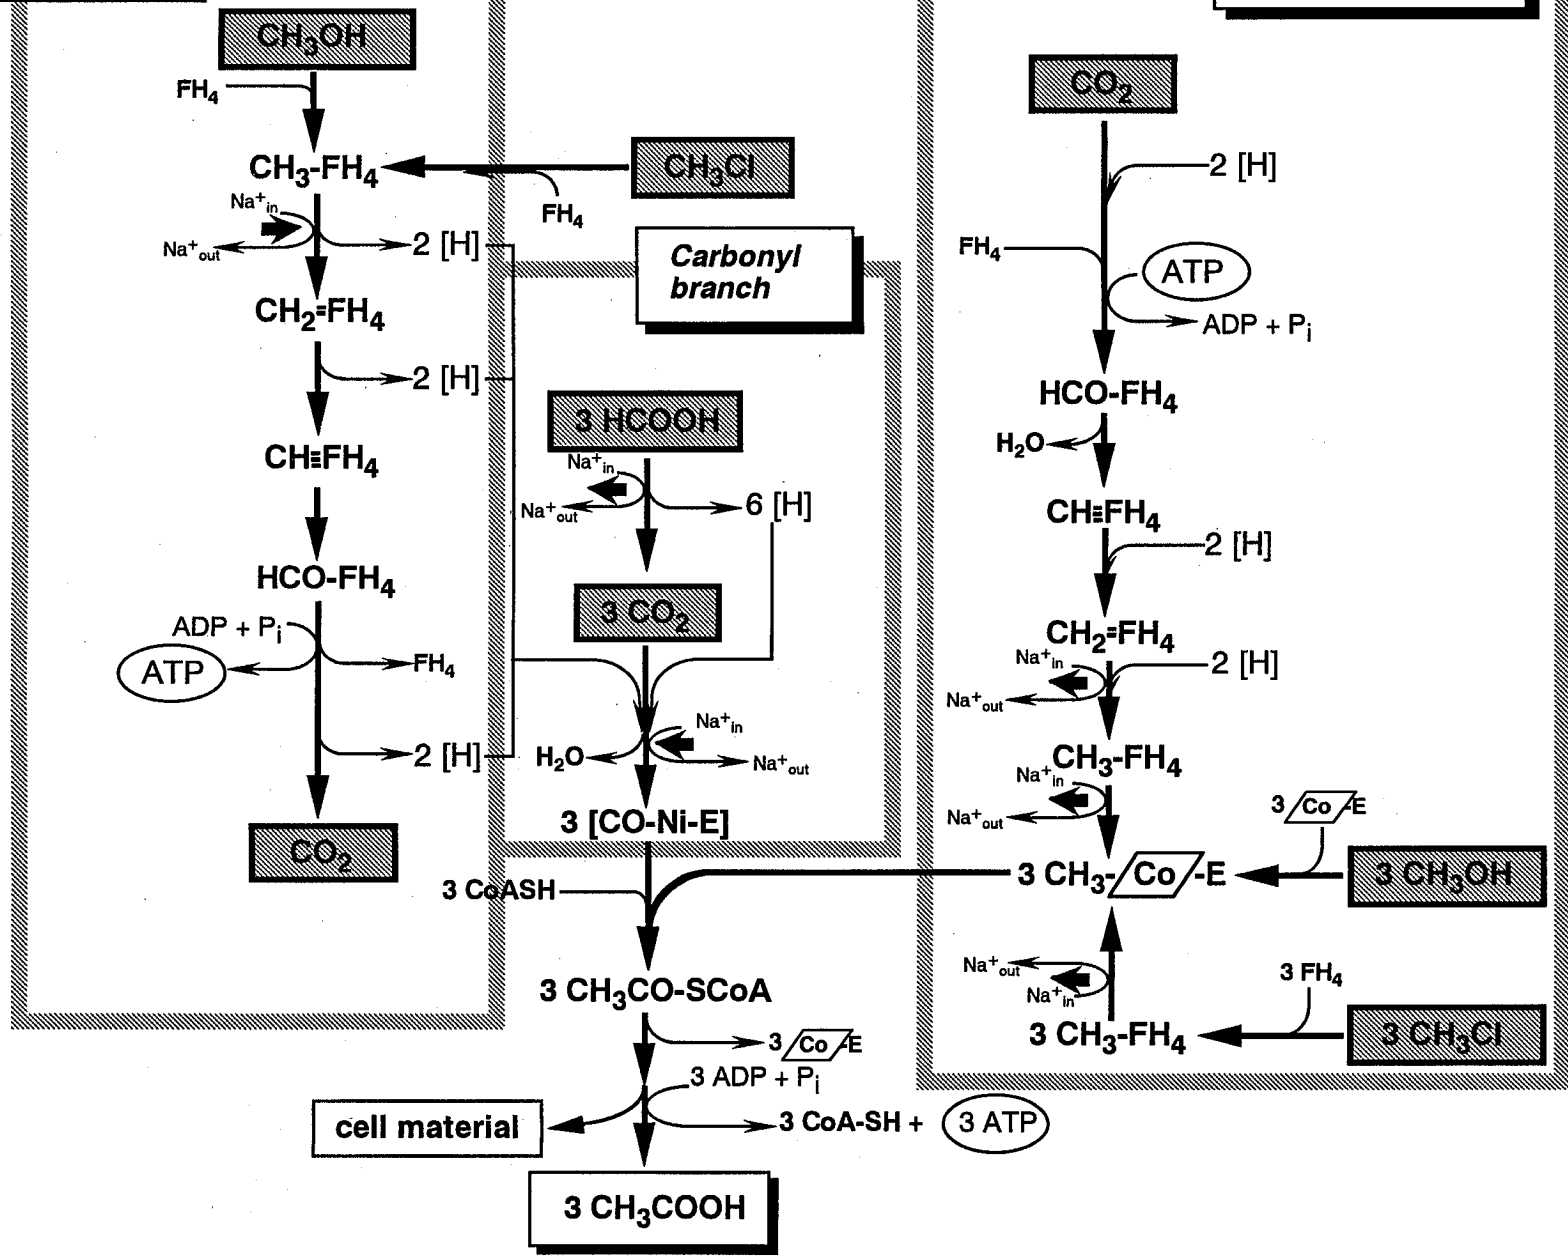 CH3OH
FH4
CH3-FH4
CH3Cl
FH4
Na+in
Na+out
2 [H]
CH2=FH4
2 [H]
CH≡FH4
HCO-FH4
ADP + Pi
ATP
FH4
2 [H]
CO2
Carbonyl
branch
3 HCOOH
Na+in
Na+out
6 [H]
3 CO2
Na+in
H2O
Na+out
3 [CO-Ni-E]
3 CoASH
3 CH3CO-SCoA
3 Co-E
3 ADP + Pi
cell material
3 CoA-SH + 3 ATP
3 CH3COOH
CO2
2 [H]
FH4
ATP
ADP + Pi
HCO-FH4
H2O
CH≡FH4
2 [H]
CH2=FH4
Na+in
2 [H]
Na+out
CH3-FH4
Na+in
Na+out
3 Co-E
3 CH3-Co-E
3 CH3OH
Na+out
Na+in
3 FH4
3 CH3-FH4
3 CH3Cl